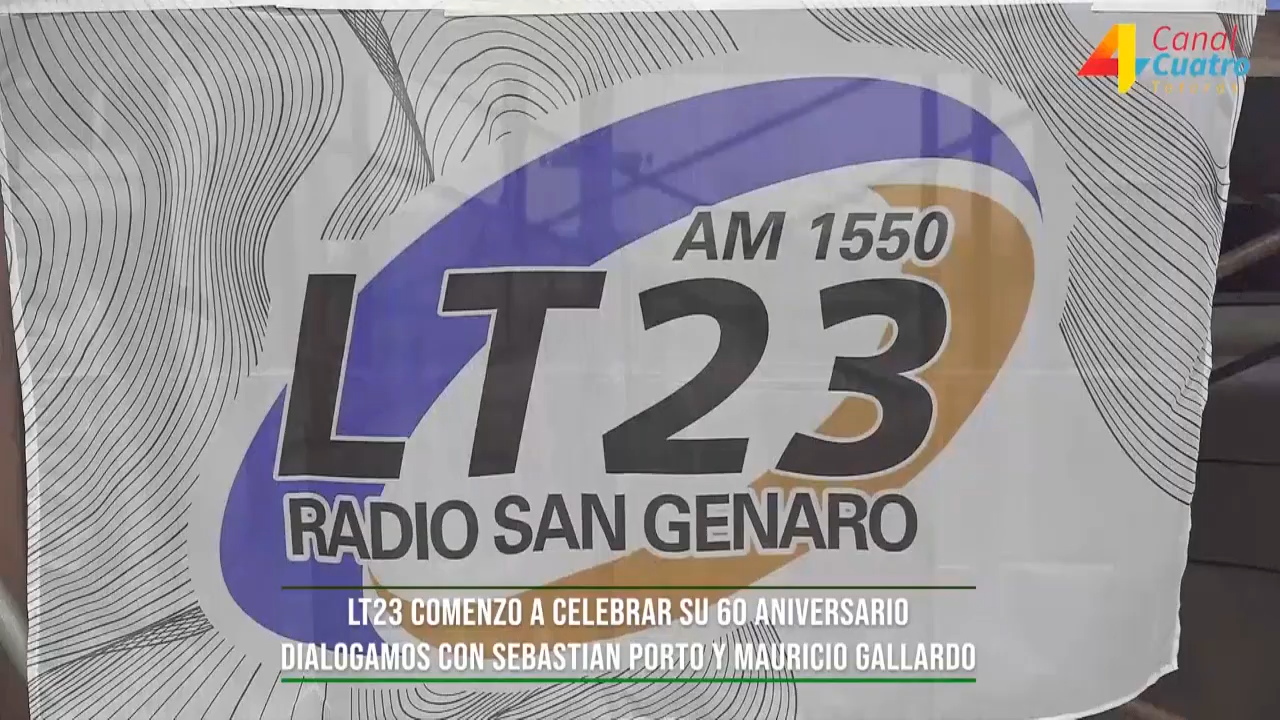 Canal
Cuatro
AM 1550
LT23
RADIO SAN GENARO
LT23 COMENZO A CELEBRAR SU 60 ANIVERSARIO
DIALOGAMOS CON SEBASTIAN PORTO Y MAURICIO GALLARDO